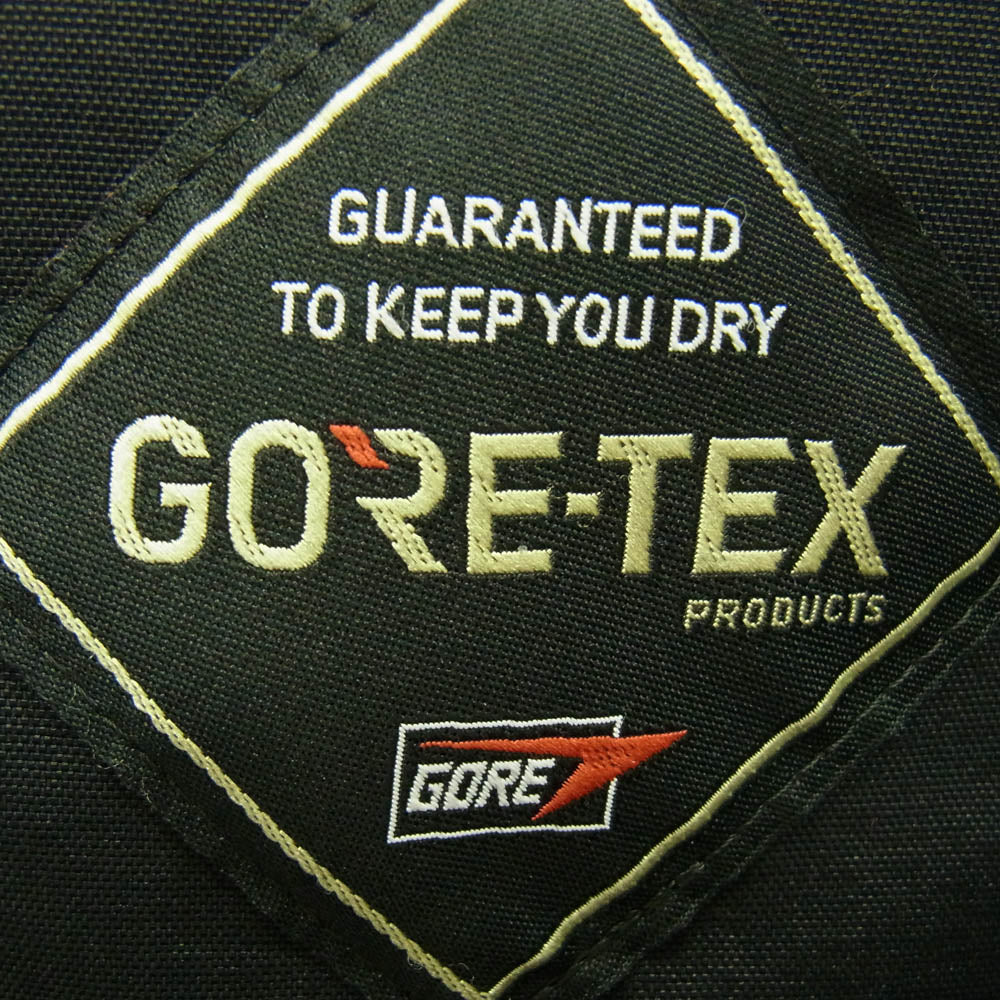 GUARANTEED
TO KEEP YOU DRY
GORE-TEX
PRODUCTS
GORE